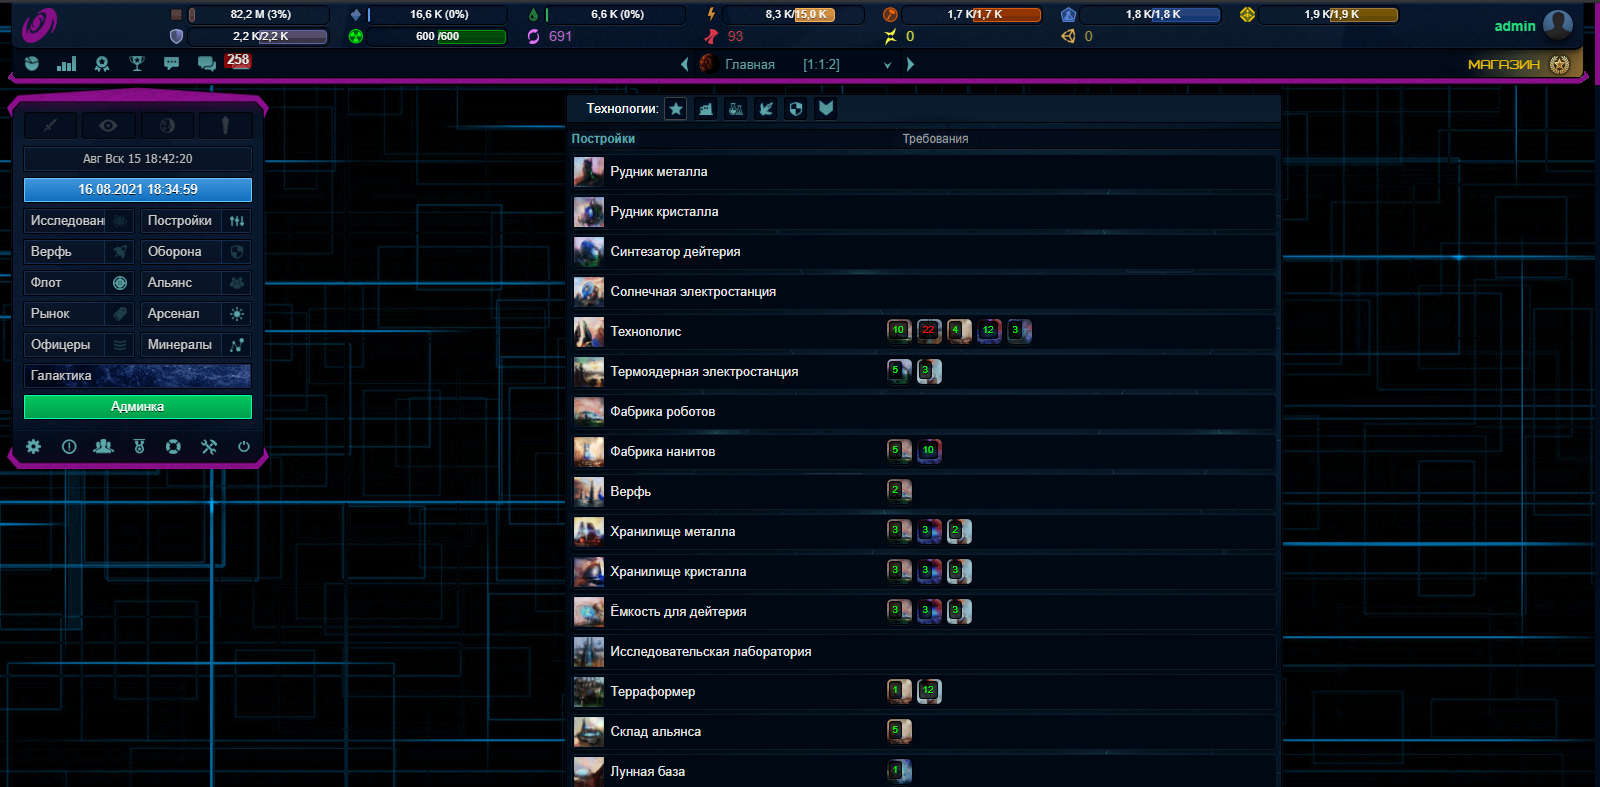 82,2 M (3%) 16,6 K (0%) 6,6 K (0%) 8,3 K/15,0 K 1,7 K/1,7 K 1,8 K/1,8 K 1,9 K/1,9 K
admin
2,2 K/2,2 K 600 /600 691 93 0 0
258 Главная [1:1:2] МАГАЗИН
Технологии:
Постройки Требования
Авг Вск 15 18:42:20
16.08.2021 18:34:59
Исследован Постройки
Верфь Оборона
Флот Альянс
Рынок Арсенал
Офицеры Минералы
Галактика
Админка
Рудник металла
Рудник кристалла
Синтезатор дейтерия
Солнечная электростанция
Технополис 10 22 4 12 3
Термоядерная электростанция 5 3
Фабрика роботов
Фабрика нанитов 5 10
Верфь 2
Хранилище металла 3 3 2
Хранилище кристалла 3 3 3
Ёмкость для дейтерия 3 3 3
Исследовательская лаборатория
Терраформер 1 12
Склад альянса 5
Лунная база 1